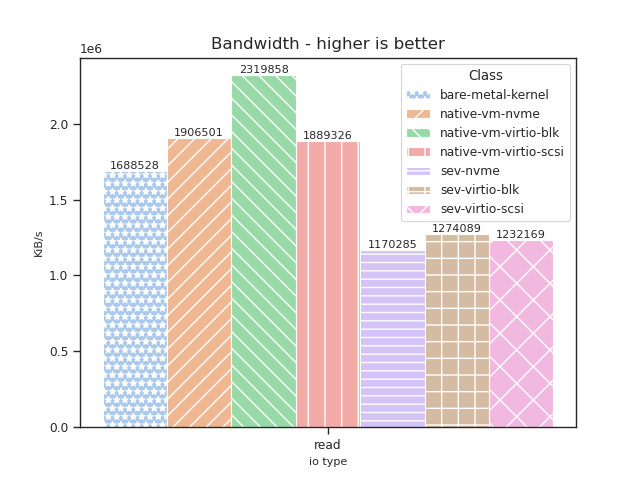 Bandwidth - higher is better
1e6
2319858
1906501
1889326
1688528
1274089
1232169
1170285
Class
bare-metal-kernel
native-vm-nvme
native-vm-virtio-blk
native-vm-virtio-scsi
sev-nvme
sev-virtio-blk
sev-virtio-scsi
2.0
1.5
1.0
0.5
0.0
KiB/s
read
io type